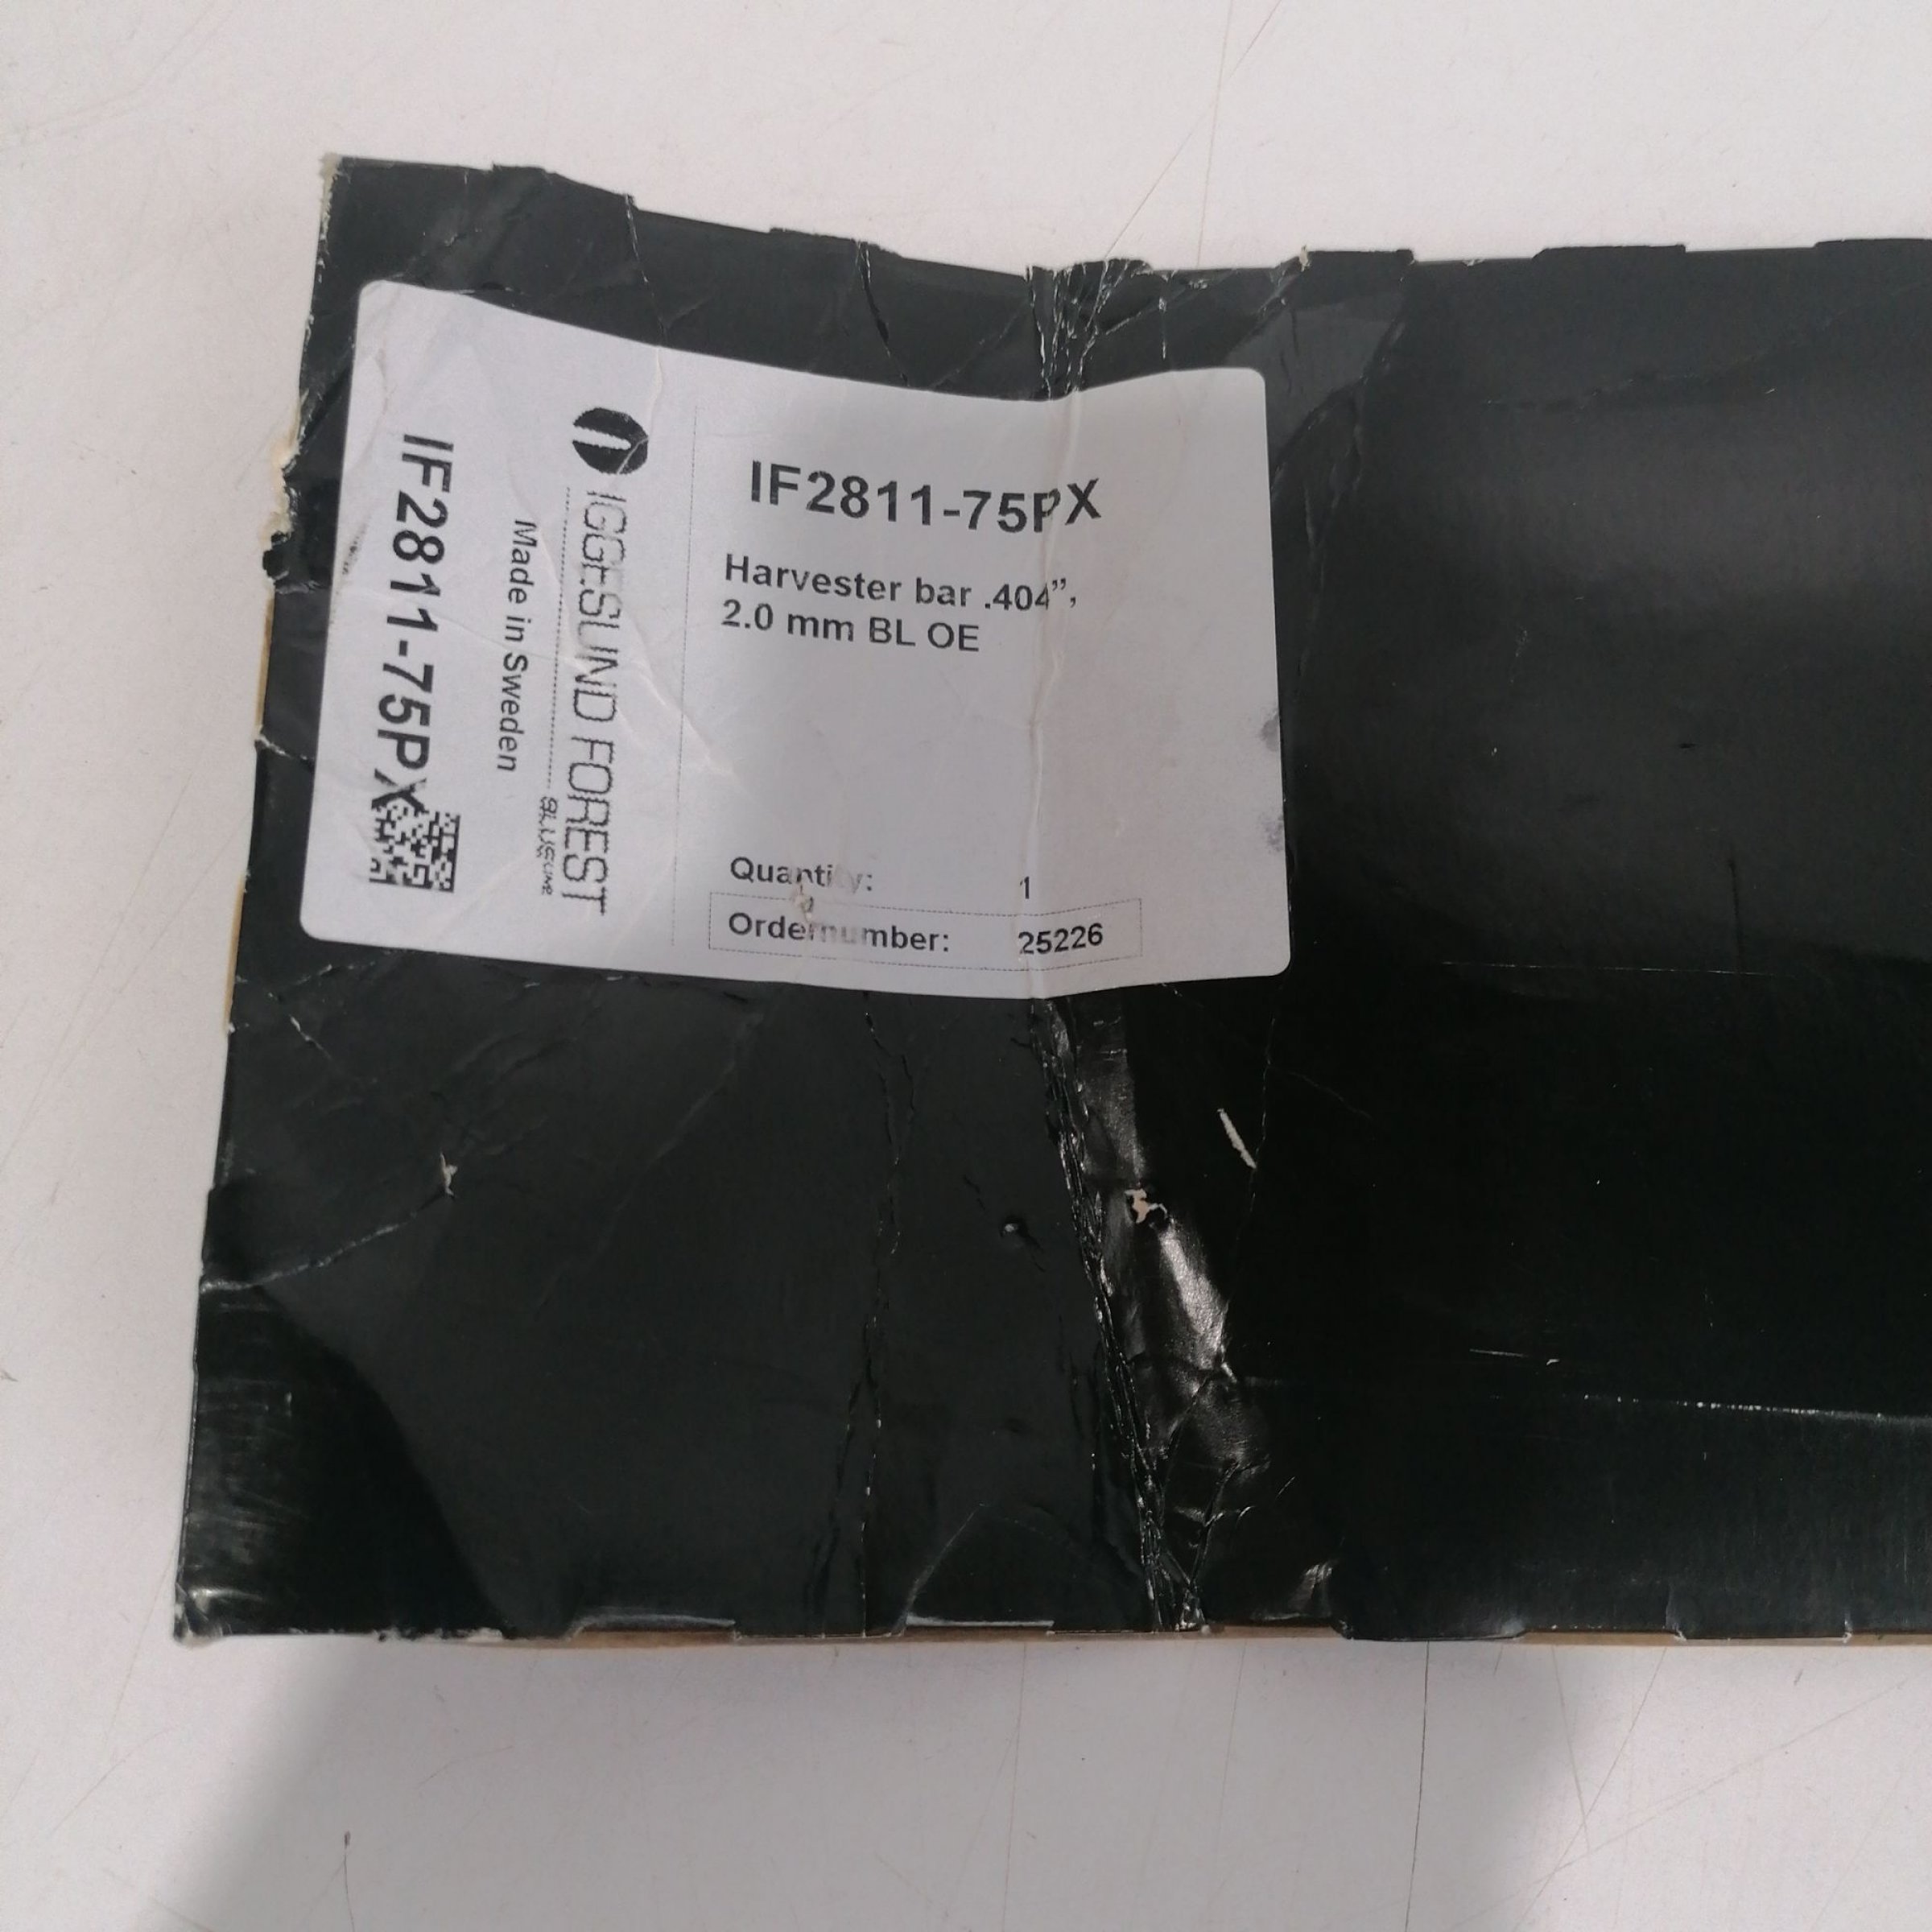 IF2811-75PX
Made in Sweden
IGGESUND FOREST
BLUELINE
IF2811-75PX
Harvester bar .404”,
2.0 mm BL OE
Quantity: 1
Ordernumber: 25226